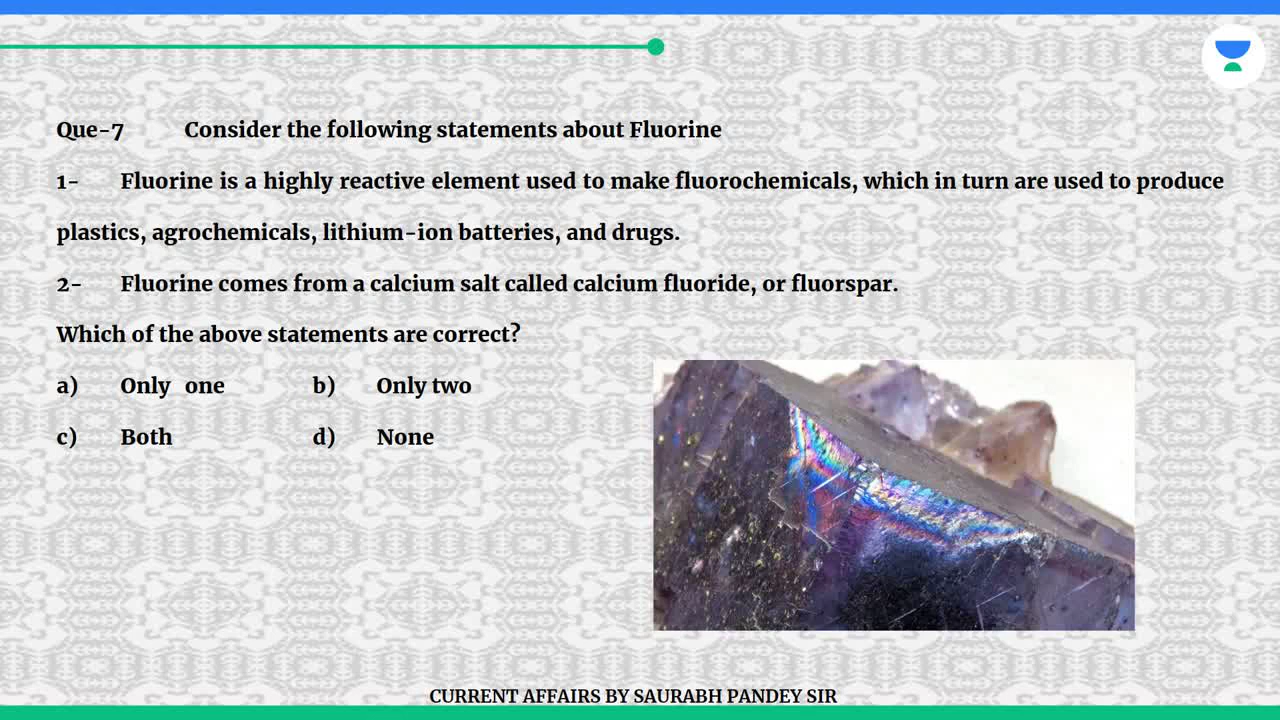 Que-7 Consider the following statements about Fluorine
1- Fluorine is a highly reactive element used to make fluorochemicals, which in turn are used to produce
plastics, agrochemicals, lithium-ion batteries, and drugs.
2- Fluorine comes from a calcium salt called calcium fluoride, or fluorspar.
Which of the above statements are correct?
a) Only one b) Only two
c) Both d) None
CURRENT AFFAIRS BY SAURABH PANDEY SIR